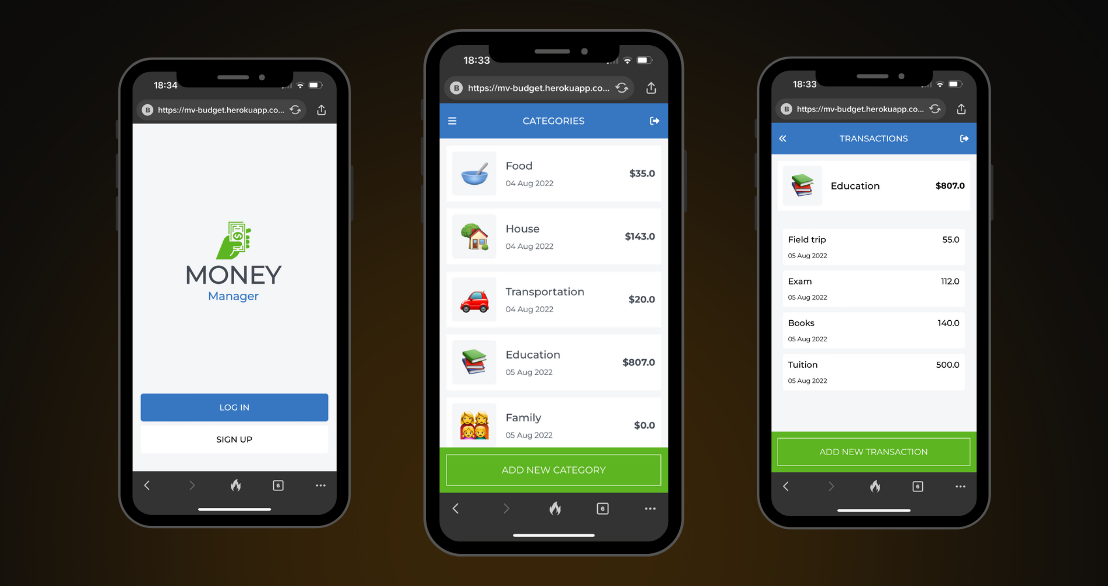 18:34
B https://mv-budget.herokuapp.co...
MONEY
Manager
LOG IN
SIGN UP
6
18:33
B https://mv-budget.herokuapp.co...
CATEGORIES
Food
04 Aug 2022
$35.0
House
04 Aug 2022
$143.0
Transportation
04 Aug 2022
$20.0
Education
05 Aug 2022
$807.0
Family
05 Aug 2022
$0.0
ADD NEW CATEGORY
6
18:33
B https://mv-budget.herokuapp.co...
TRANSACTIONS
Education $807.0
Field trip 55.0
05 Aug 2022
Exam 112.0
05 Aug 2022
Books 140.0
05 Aug 2022
Tuition 500.0
05 Aug 2022
ADD NEW TRANSACTION
6